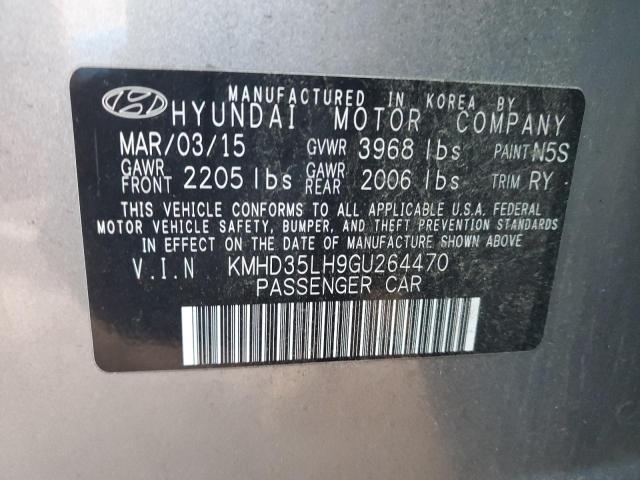 MANUFACTURED IN KOREA BY
HYUNDAI MOTOR COMPANY
MAR/03/15 GVWR 3968 lbs PAINT N5S
GAWR FRONT 2205 lbs GAWR REAR 2006 lbs TRIM RY
THIS VEHICLE CONFORMS TO ALL APPLICABLE U.S.A. FEDERAL
MOTOR VEHICLE SAFETY, BUMPER, AND THEFT PREVENTION STANDARDS
IN EFFECT ON THE DATE OF MANUFACTURE SHOWN ABOVE.
V.I.N KMHD35LH9GU264470
PASSENGER CAR